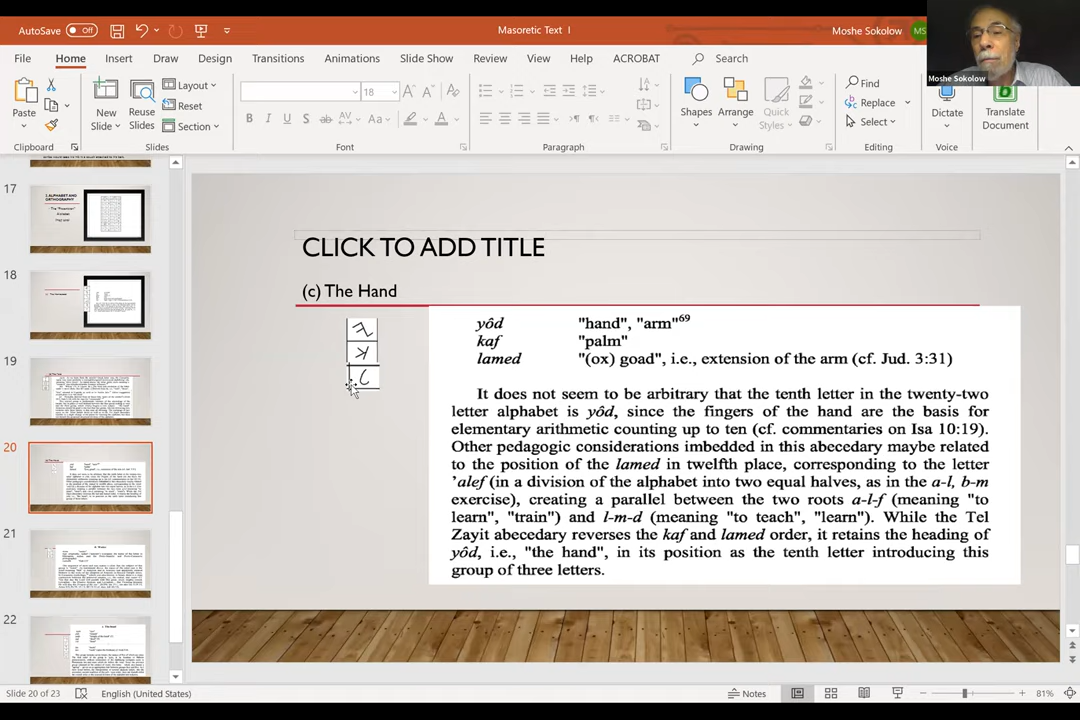 AutoSave Off
Masoretic Text I
Moshe Sokolow
MS
Moshe Sokolow
File Home Insert Draw Design Transitions Animations Slide Show Review View Help ACROBAT Search
Paste
New Slide
Reuse Slides
Layout
Reset
Section
18
B I U S ab AV Aa A
Shapes
Arrange
Quick Styles
Find
Replace
Select
Dictate
Translate Document
Clipboard Slides Font Paragraph Drawing Editing Voice
17
18
19
20
21
22
CLICK TO ADD TITLE
(c) The Hand
yôd "hand", "arm"69
kaf "palm"
lamed "(ox) goad", i.e., extension of the arm (cf. Jud. 3:31)
It does not seem to be arbitrary that the tenth letter in the twenty-two
letter alphabet is yôd, since the fingers of the hand are the basis for
elementary arithmetic counting up to ten (cf. commentaries on Isa 10:19).
Other pedagogic considerations imbedded in this abecedary maybe related
to the position of the lamed in twelfth place, corresponding to the letter
'alef (in a division of the alphabet into two equal halves, as in the a-l, b-m
exercise), creating a parallel between the two roots a-l-f (meaning "to
learn", "train") and l-m-d (meaning "to teach", "learn"). While the Tel
Zayit abecedary reverses the kaf and lamed order, it retains the heading of
yôd, i.e., "the hand", in its position as the tenth letter introducing this
group of three letters.
Slide 20 of 23 English (United States) Notes 81%